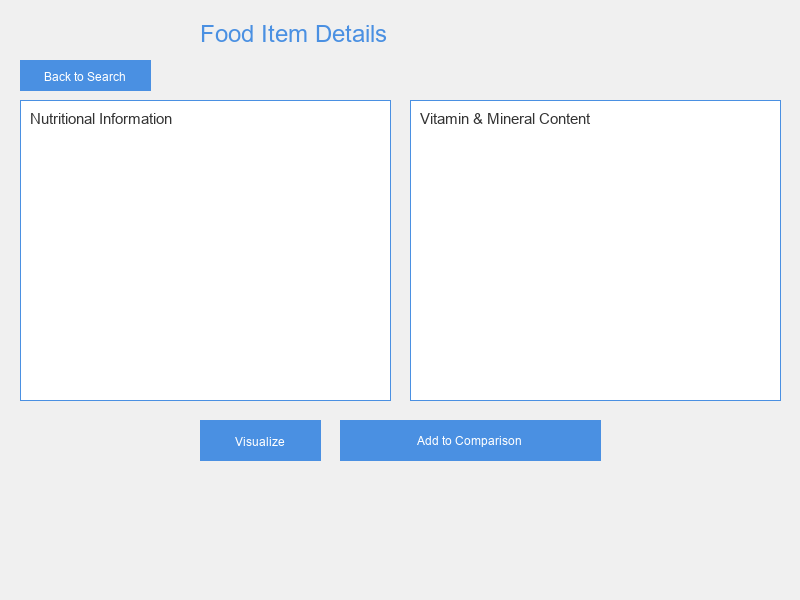 Food Item Details
Back to Search
Nutritional Information
Vitamin & Mineral Content
Visualize
Add to Comparison